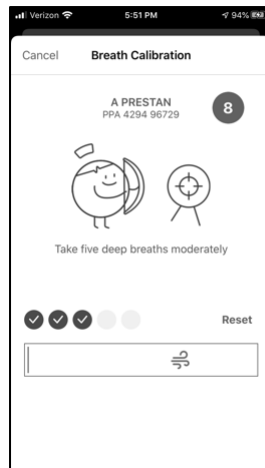 Verizon 5:51 PM 94%
Cancel Breath Calibration
A PRESTAN
PPA 4294 96729
8
Take five deep breaths moderately
Reset